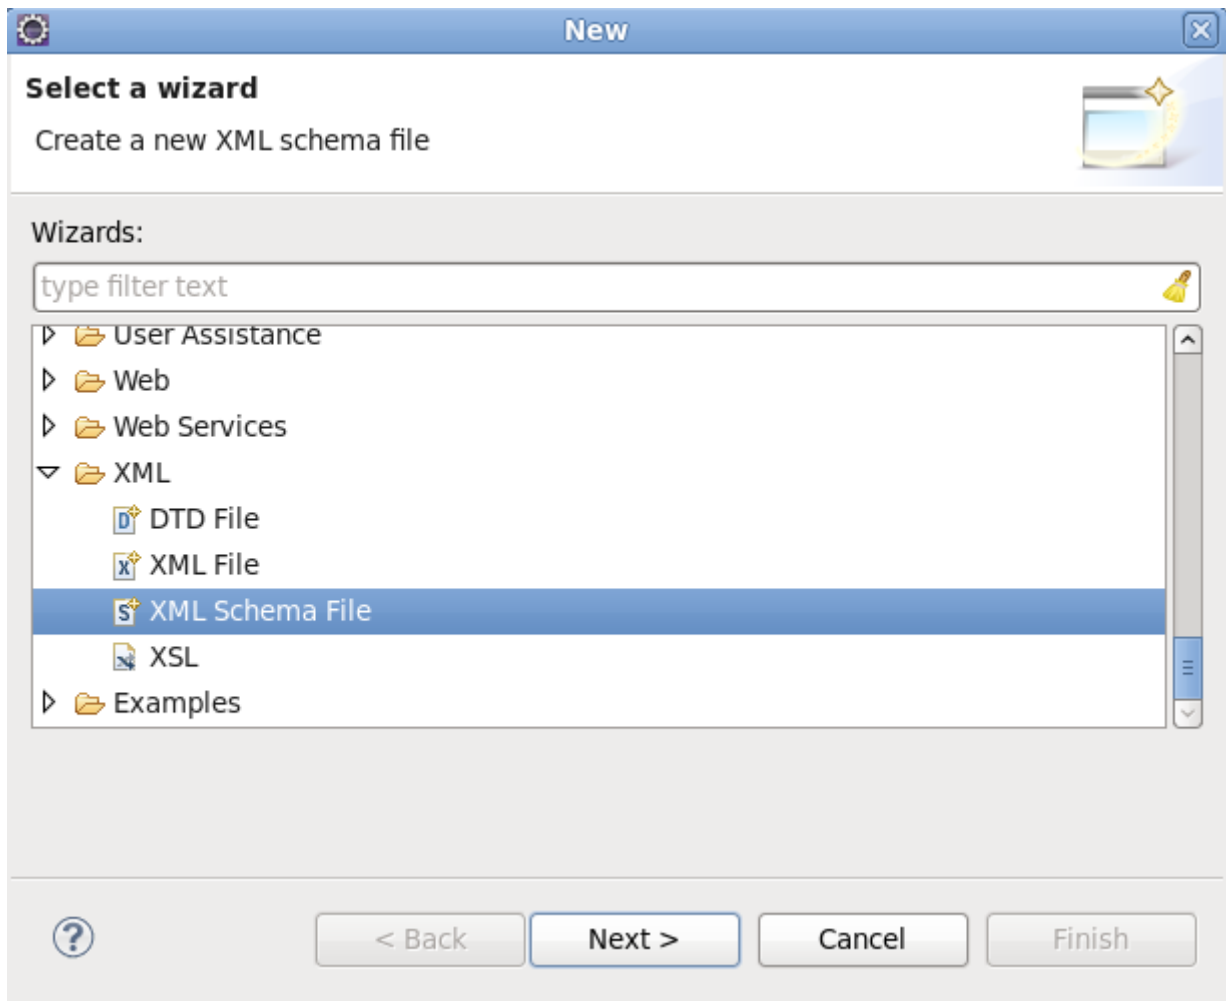 New
Select a wizard
Create a new XML schema file
Wizards:
type filter text
User Assistance
Web
Web Services
XML
DTD File
XML File
XML Schema File
XSL
Examples
< Back Next > Cancel Finish